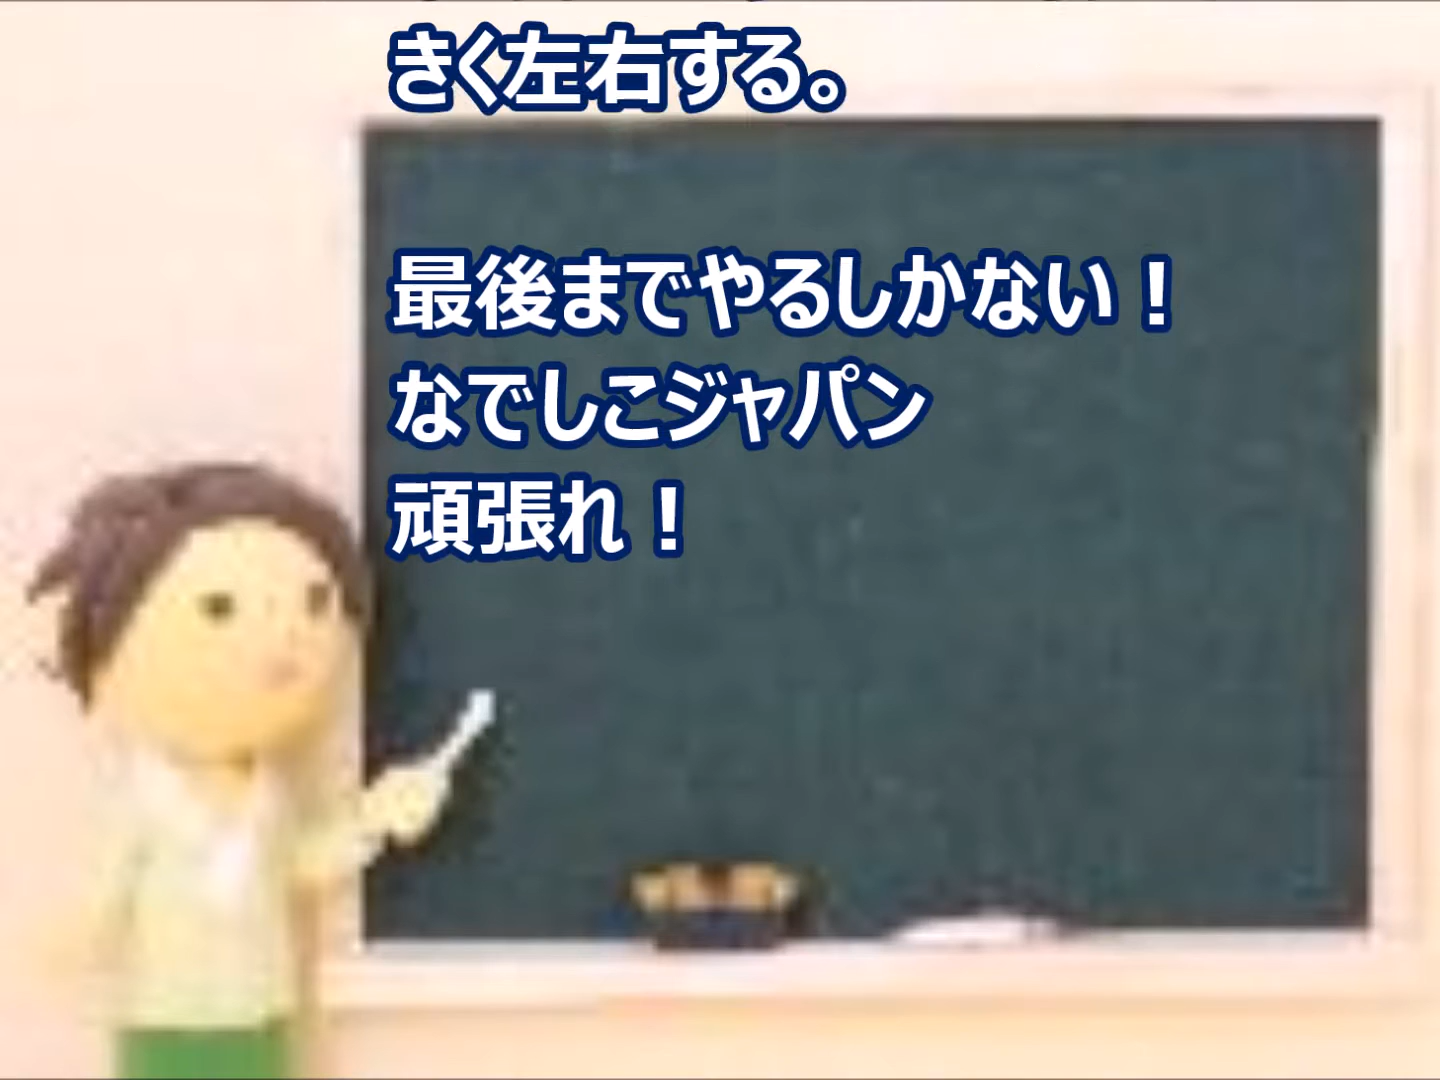 きく左右する。
最後までやるしかない！
なでしこジャパン
頑張れ！